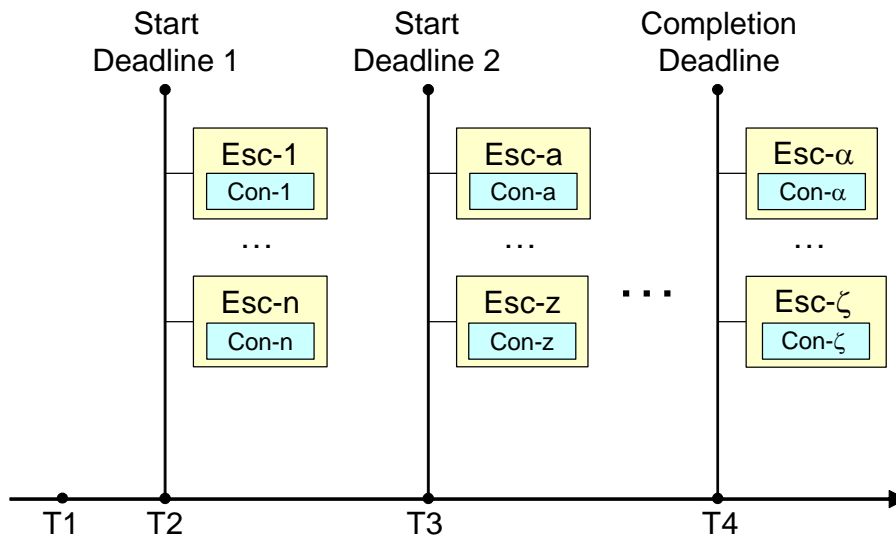 Start
Deadline 1
Start
Deadline 2
Completion
Deadline
Esc-1
Con-1
...
Esc-n
Con-n
Esc-a
Con-a
...
Esc-z
Con-z
...
Esc-α
Con-α
...
Esc-ζ
Con-ζ
T1
T2
T3
T4